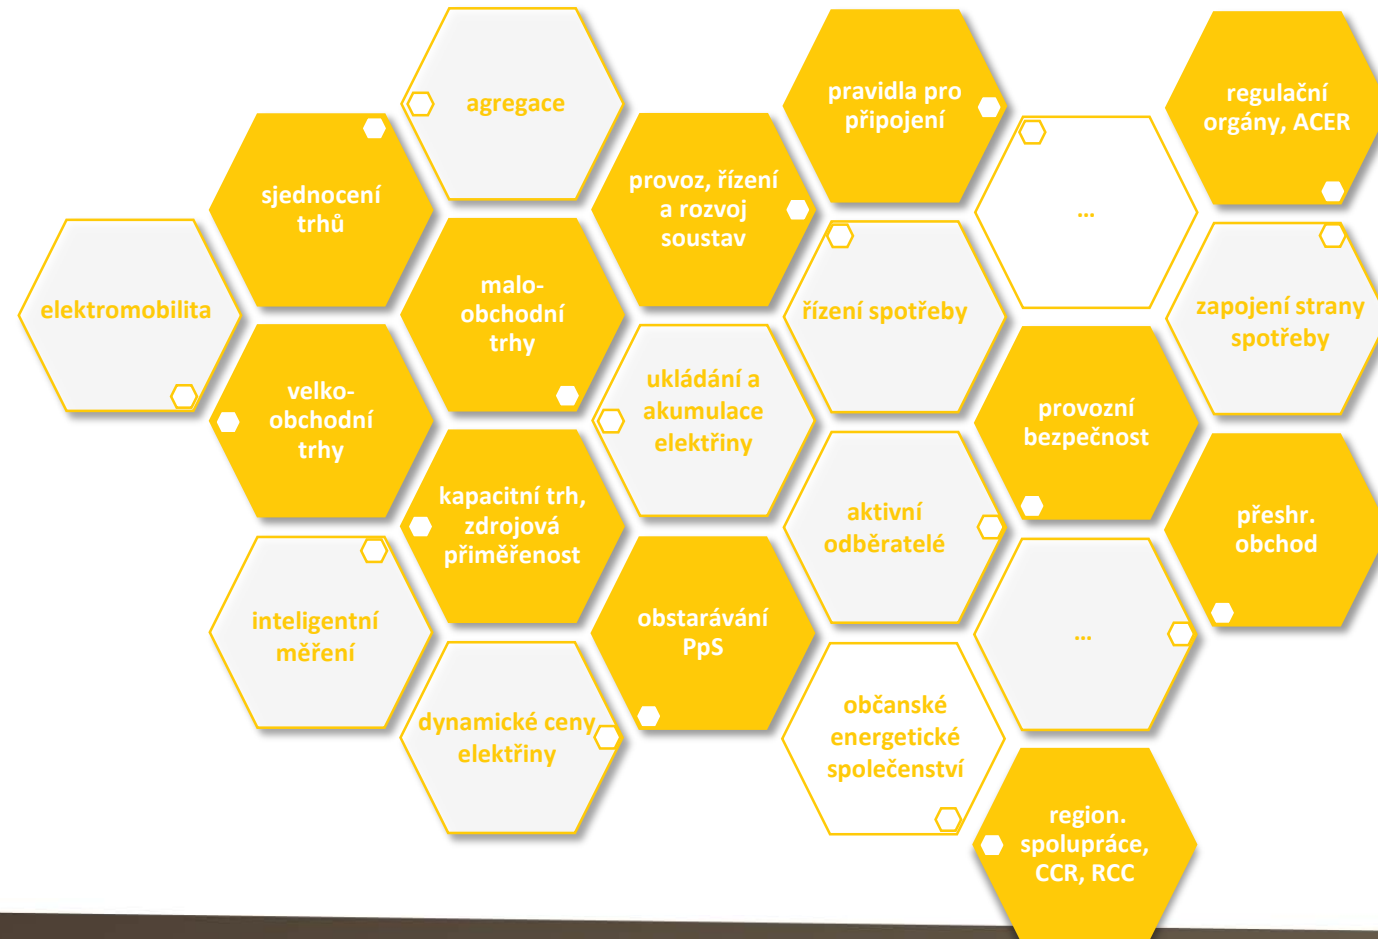 agregace
pravidla pro
připojení
regulační
orgány, ACER
sjednocení
trhů
provoz, řízení
a rozvoj
soustav
…
elektromobilita
malo-
obchodní
trhy
řízení spotřeby
zapojení strany
spotřeby
velko-
obchodní
trhy
ukládání a
akumulace
elektřiny
provozní
bezpečnost
kapacitní trh,
zdrojová
přiměřenost
aktivní
odběratelé
přeshr.
obchod
inteligentní
měření
obstarávání
PpS
…
dynamické ceny
elektřiny
občanské
energetické
společenství
region.
spolupráce,
CCR, RCC